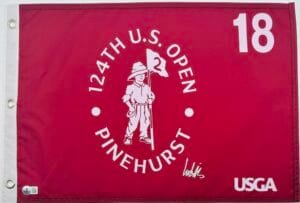 124TH U.S. OPEN
18
2
PINEHURST
USGA